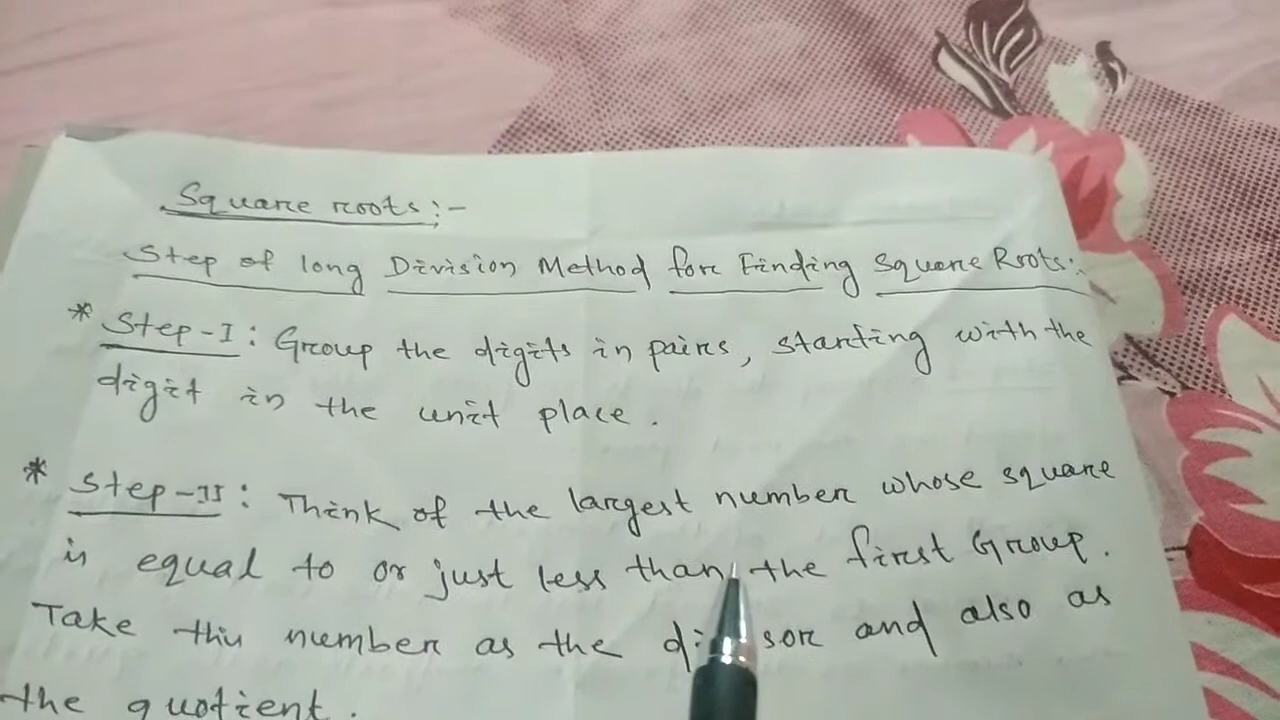 Square roots:-
Step of long Division Method for Finding Square Roots:
* Step-I: Group the digits in pairs, starting with the
digit in the unit place.
* Step-II: Think of the largest number whose square
is equal to or just less than the first Group.
Take this number as the di sor and also as
the quotient.